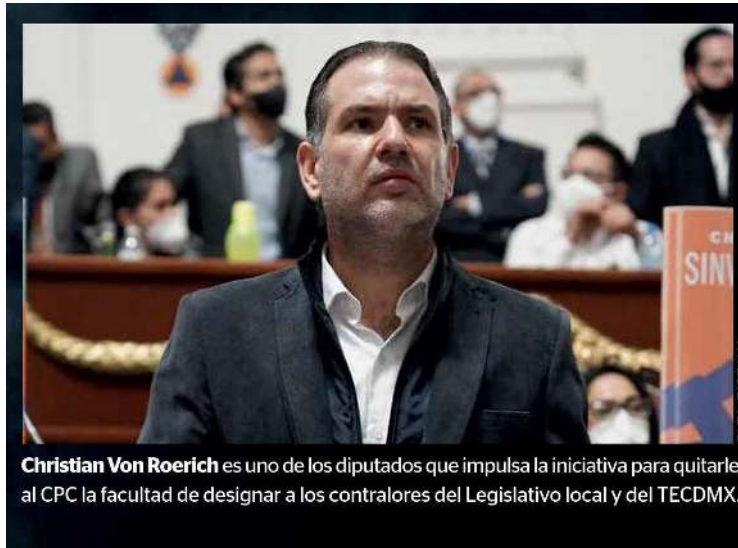 SINV
Christian Von Roerich es uno de los diputados que impulsa la iniciativa para quitarle
al CPC la facultad de designar a los contralores del Legislativo local y del TECDMX.